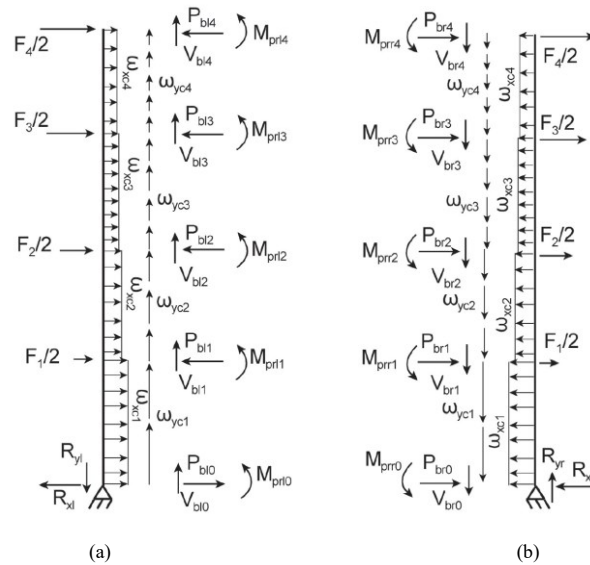 F4/2
Pbl4
Vbl4
Mprl4
ωxc4
ωyc4
F3/2
Pbl3
Vbl3
Mprl3
ωxc3
ωyc3
F2/2
Pbl2
Vbl2
Mprl2
ωxc2
ωyc2
F1/2
Pbl1
Vbl1
Mprl1
ωxc1
ωyc1
Ryl
Rxl
Pbl0
Vbl0
Mprl0
(a)
Mprr4
Pbr4
Vbr4
F4/2
ωyc4
ωxc4
Mprr3
Pbr3
Vbr3
F3/2
ωyc3
ωxc3
Mprr2
Pbr2
Vbr2
F2/2
ωyc2
ωxc2
Mprr1
Pbr1
Vbr1
F1/2
ωyc1
ωxc1
Mprr0
Pbr0
Vbr0
Ryr
Rx
(b)